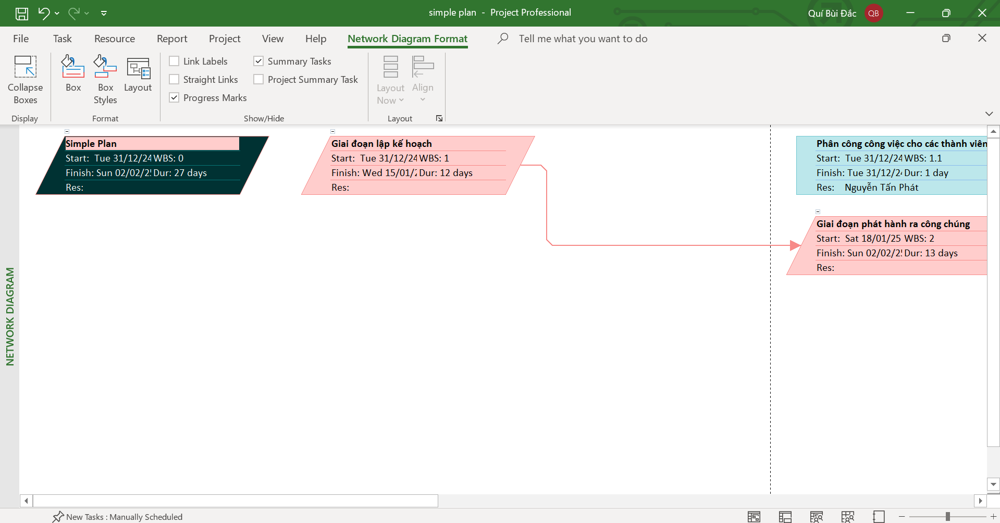 simple plan - Project Professional
Quí Bùi Đắc
QB
File Task Resource Report Project View Help Network Diagram Format Tell me what you want to do
Collapse Boxes
Display
Box
Box Styles
Layout
Format
Link Labels
Straight Links
Progress Marks
Summary Tasks
Project Summary Task
Show/Hide
Layout Now
Align
Layout
NETWORK DIAGRAM
Simple Plan
Start: Tue 31/12/24 WBS: 0
Finish: Sun 02/02/2 Dur: 27 days
Res:
Giai đoạn lập kế hoạch
Start: Tue 31/12/24 WBS: 1
Finish: Wed 15/01/2 Dur: 12 days
Res:
Phân công công việc cho các thành viên
Start: Tue 31/12/24 WBS: 1.1
Finish: Tue 31/12/2 Dur: 1 day
Res: Nguyễn Tấn Phát
Giai đoạn phát hành ra công chúng
Start: Sat 18/01/25 WBS: 2
Finish: Sun 02/02/2 Dur: 13 days
Res:
New Tasks : Manually Scheduled